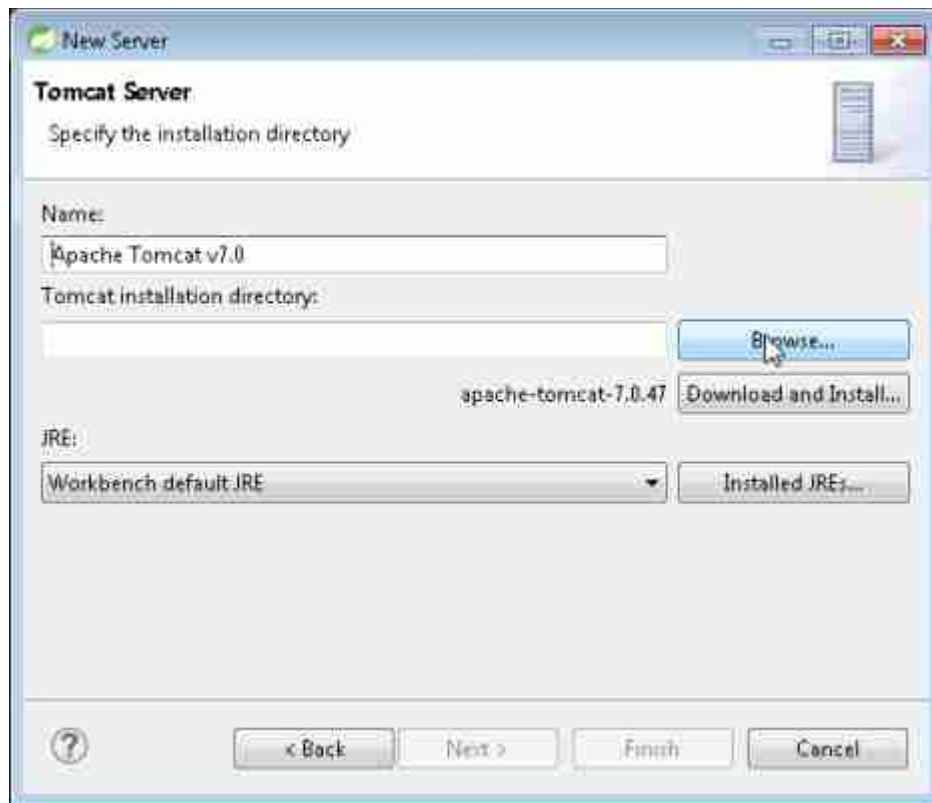 New Server
Tomcat Server
Specify the installation directory
Name:
Apache Tomcat v7.0
Tomcat installation directory:
Browse...
apache-tomcat-7.0.47 Download and Install...
JRE:
Workbench default JRE Installed JREs...
? < Back Next > Finish Cancel